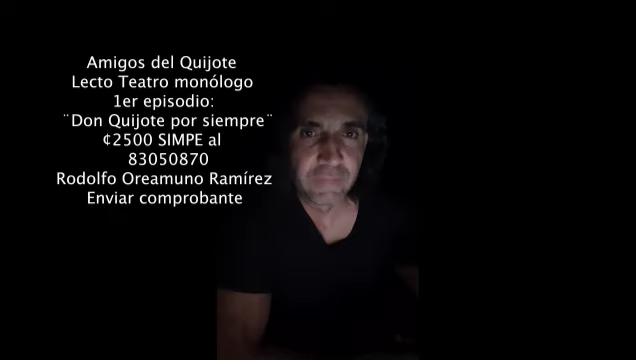 Amigos del Quijote
Lecto Teatro monólogo
1er episodio:
¨Don Quijote por siempre¨
¢2500 SIMPE al
83050870
Rodolfo Oreamuno Ramírez
Enviar comprobante